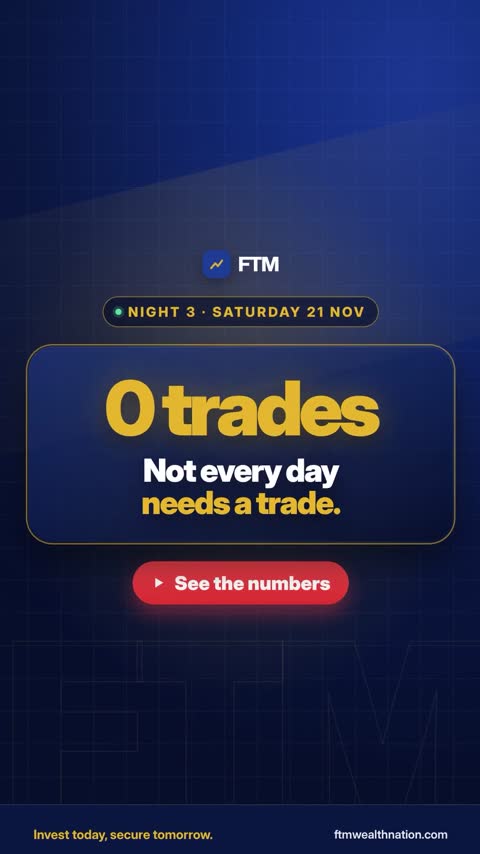 FTM
NIGHT 3 · SATURDAY 21 NOV
0 trades
Not every day
needs a trade.
See the numbers
FTM
Invest today, secure tomorrow.
ftmwealthnation.com